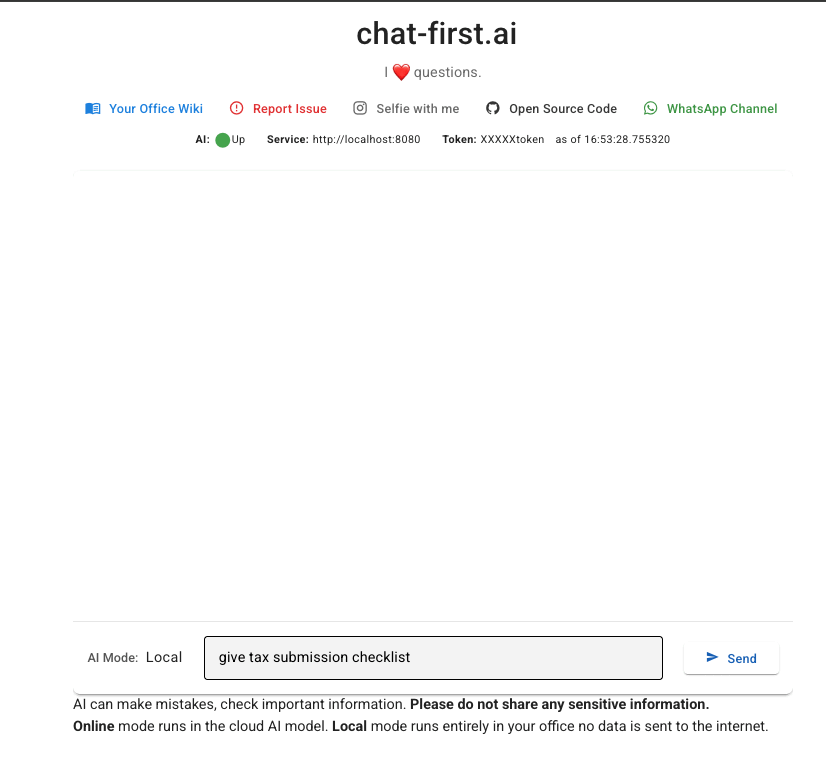 chat-first.ai
I ❤️ questions.
Your Office Wiki Report Issue Selfie with me Open Source Code WhatsApp Channel
AI: Up Service: http://localhost:8080 Token: XXXXXtoken as of 16:53:28.755320
AI Mode: Local give tax submission checklist Send
AI can make mistakes, check important information. Please do not share any sensitive information.
Online mode runs in the cloud AI model. Local mode runs entirely in your office no data is sent to the internet.